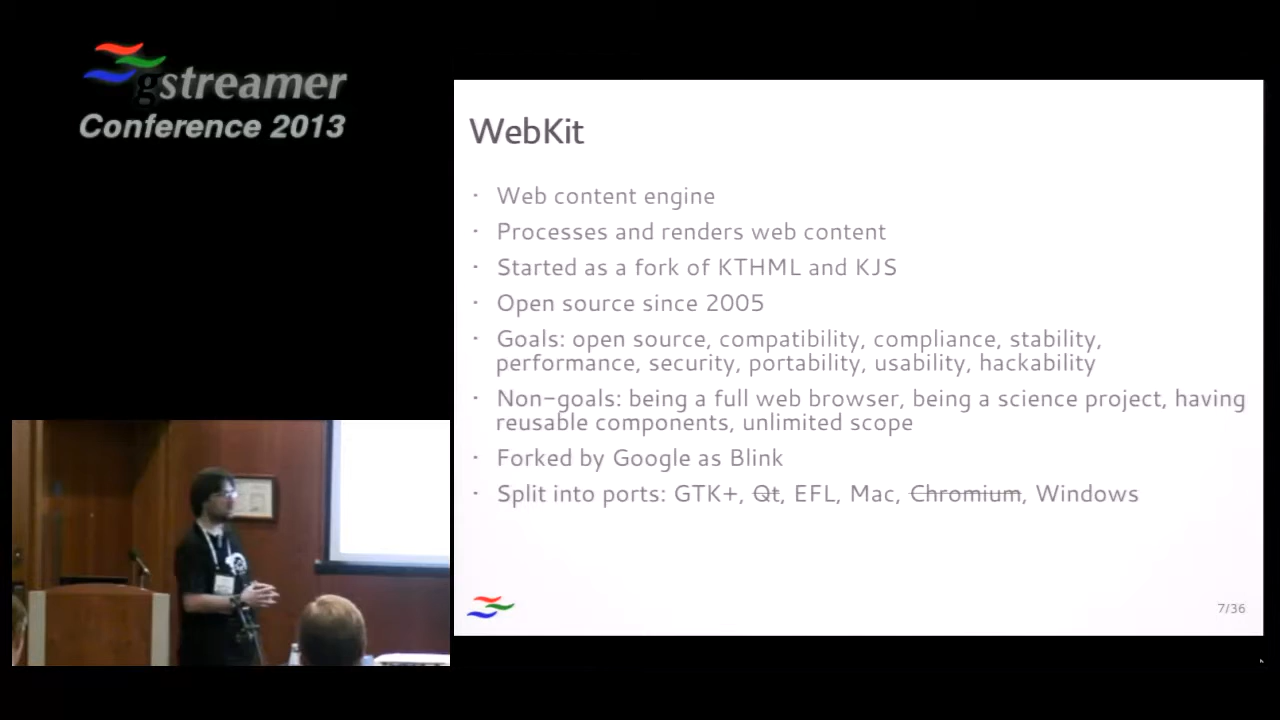 gstreamer
Conference 2013
WebKit
· Web content engine
· Processes and renders web content
· Started as a fork of KTHML and KJS
· Open source since 2005
· Goals: open source, compatibility, compliance, stability,
performance, security, portability, usability, hackability
· Non-goals: being a full web browser, being a science project, having
reusable components, unlimited scope
· Forked by Google as Blink
· Split into ports: GTK+, Qt, EFL, Mac, Chromium, Windows
7/36